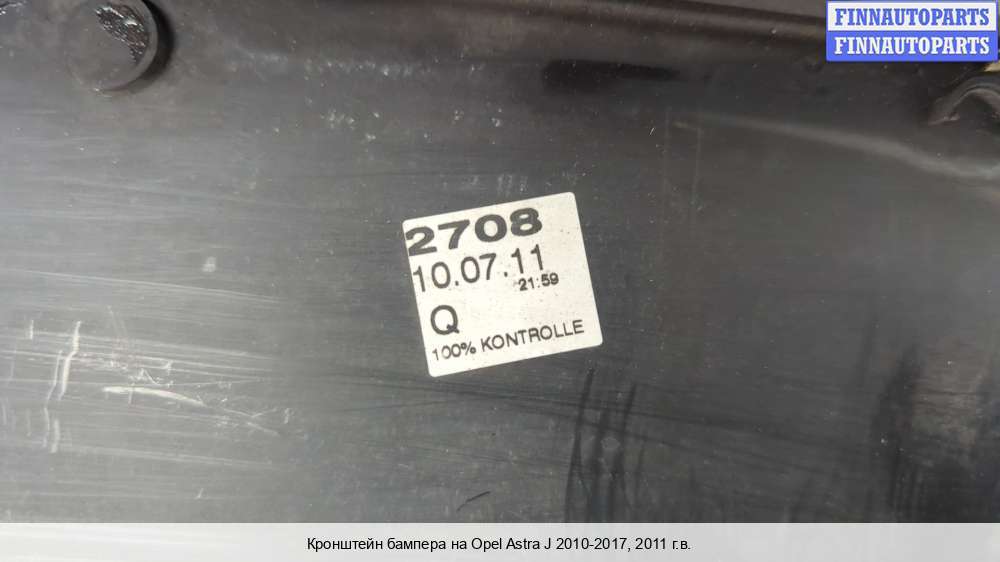 FINNAUTOPARTS
FINNAUTOPARTS
2708
10.07.11
21:59
Q
100% KONTROLLE
Кронштейн бампера на Opel Astra J 2010-2017, 2011 г.в.